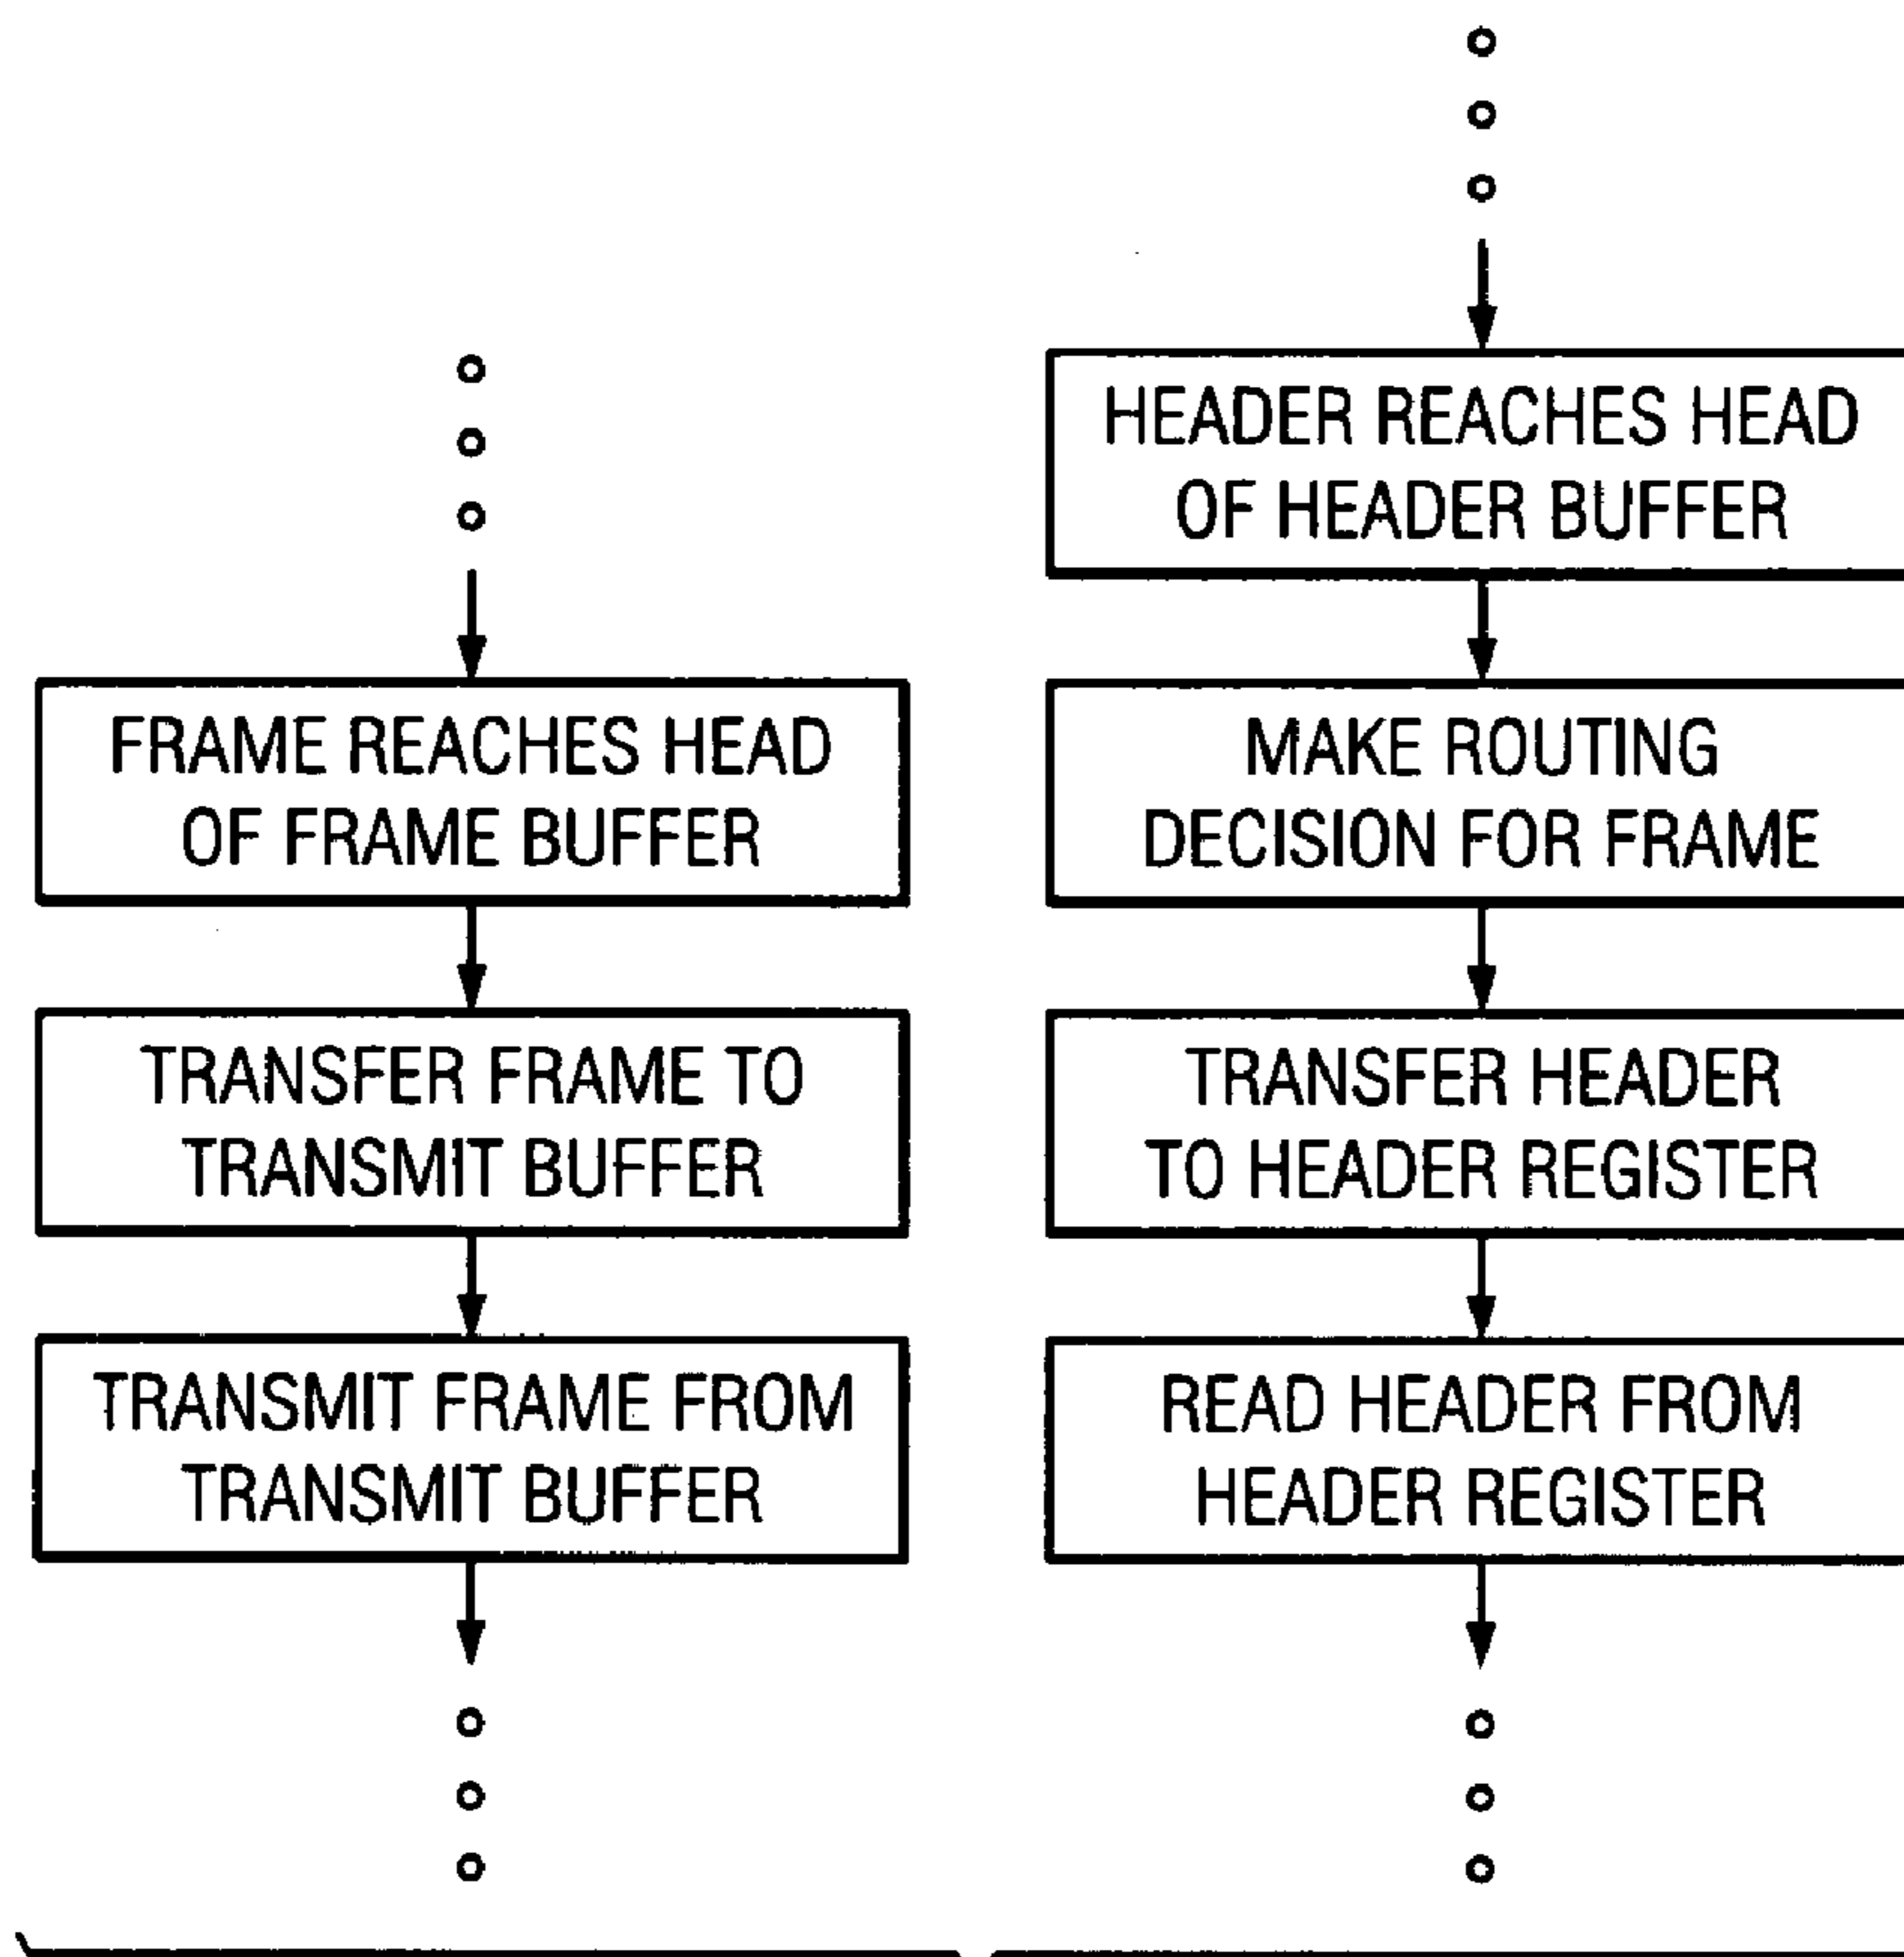 FRAME REACHES HEAD
OF FRAME BUFFER
TRANSFER FRAME TO
TRANSMIT BUFFER
TRANSMIT FRAME FROM
TRANSMIT BUFFER
HEADER REACHES HEAD
OF HEADER BUFFER
MAKE ROUTING
DECISION FOR FRAME
TRANSFER HEADER
TO HEADER REGISTER
READ HEADER FROM
HEADER REGISTER